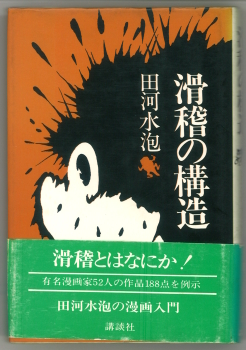 滑稽の構造
田河水泡
滑稽とはなにか!
有名漫画家52人の作品188点を例示
田河水泡の漫画入門
講談社